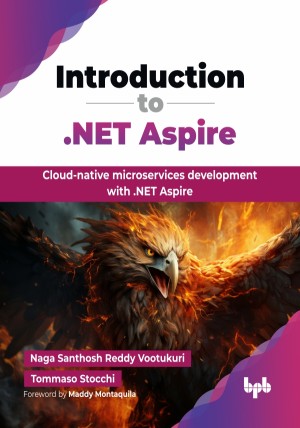 Introduction
to
.NET Aspire
Cloud-native microservices development
with .NET Aspire
Naga Santhosh Reddy Vootukuri
Tommaso Stocchi
Foreword by Maddy Montaquila
bpb